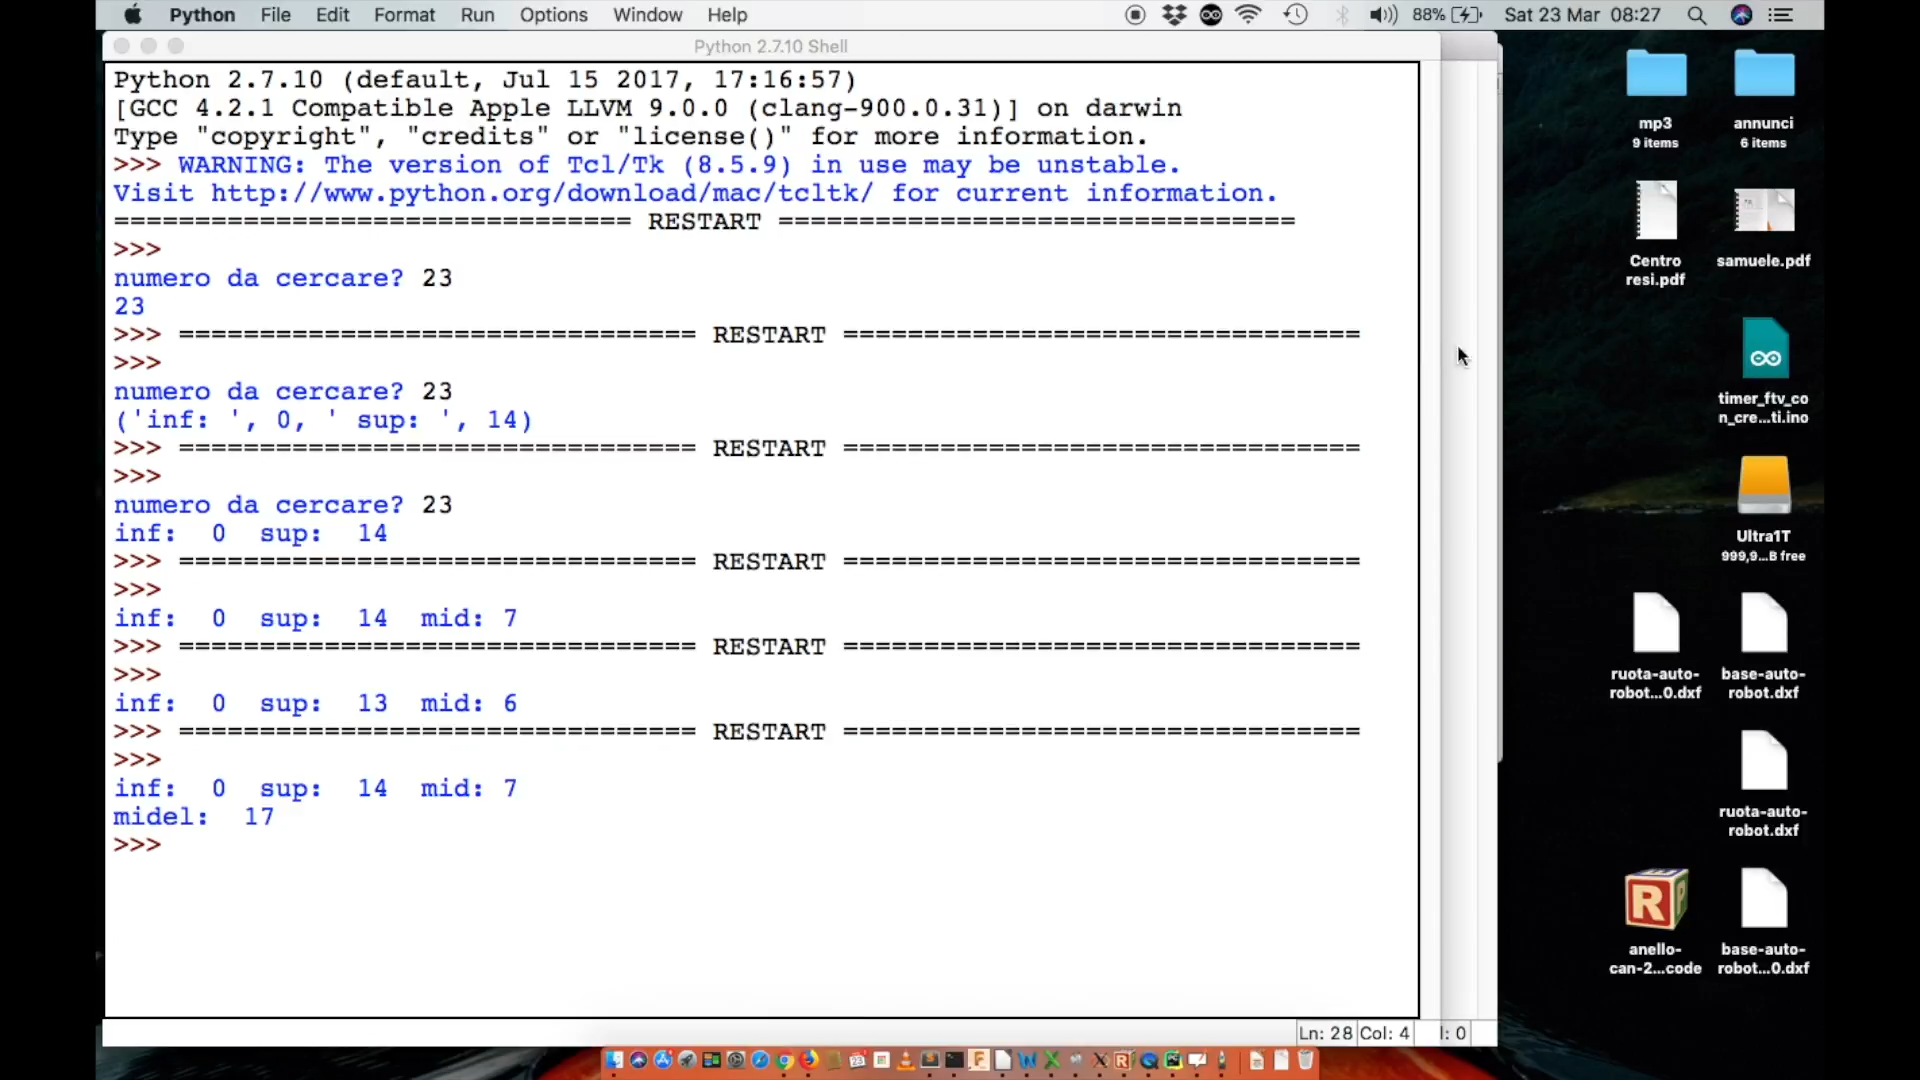 Python File Edit Format Run Options Window Help 88% Sat 23 Mar 08:27
Python 2.7.10 Shell
Python 2.7.10 (default, Jul 15 2017, 17:16:57)
[GCC 4.2.1 Compatible Apple LLVM 9.0.0 (clang-900.0.31)] on darwin
Type "copyright", "credits" or "license()" for more information.
>>> WARNING: The version of Tcl/Tk (8.5.9) in use may be unstable.
Visit http://www.python.org/download/mac/tcltk/ for current information.
================================ RESTART ================================
>>>
numero da cercare? 23
23
>>> ================================ RESTART ================================
>>>
numero da cercare? 23
('inf: ', 0, ' sup: ', 14)
>>> ================================ RESTART ================================
>>>
numero da cercare? 23
inf:  0  sup:  14
>>> ================================ RESTART ================================
>>>
inf:  0  sup:  14  mid: 7
>>> ================================ RESTART ================================
>>>
inf:  0  sup:  13  mid: 6
>>> ================================ RESTART ================================
>>>
inf:  0  sup:  14  mid: 7
midel:  17
>>>
Ln: 28 Col: 4
l: 0
mp3
9 items
annunci
6 items
Centro
resi.pdf
samuele.pdf
timer_ftv_co
n_cre...ti.ino
Ultra1T
999,9...B free
ruota-auto-
robot...0.dxf
base-auto-
robot.dxf
ruota-auto-
robot.dxf
anello-
can-2...code
base-auto-
robot...0.dxf